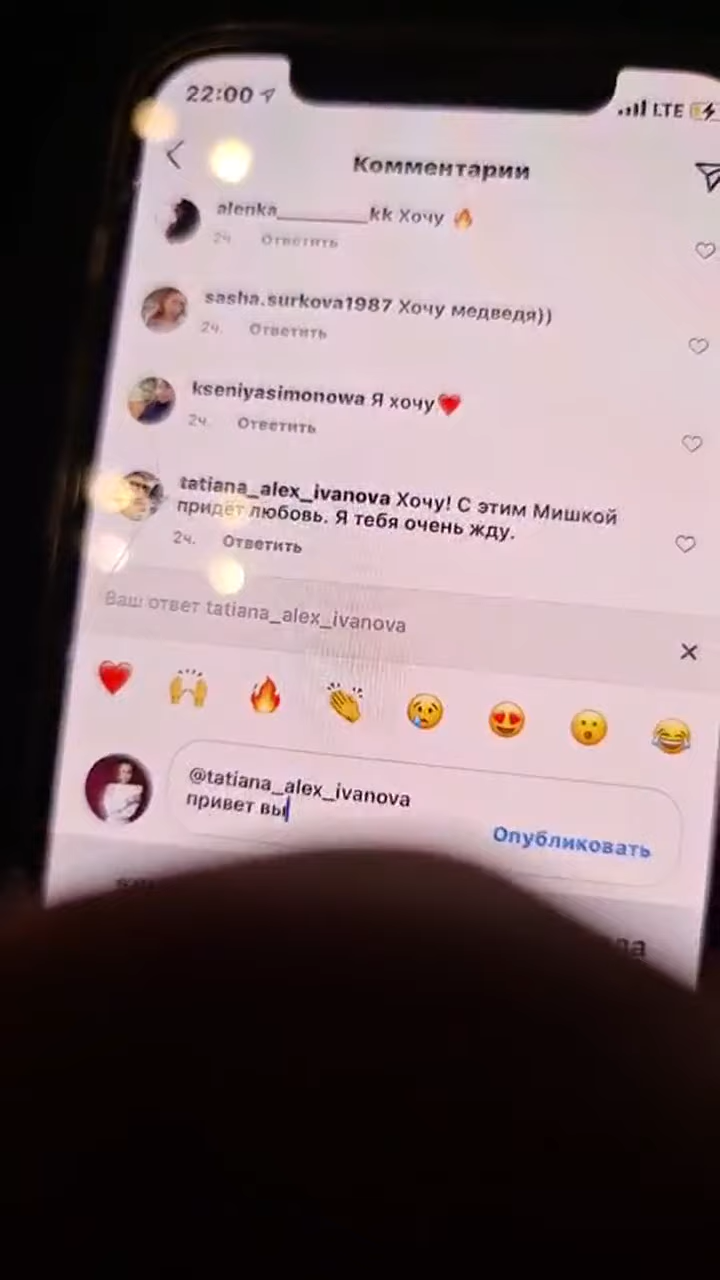 22:00
LTE
Комментарии
alenka_________kk Хочу 🔥
2ч. Ответить
sasha.surkova1987 Хочу медведя))
2ч. Ответить
kseniyasimonowa Я хочу❤️
2ч. Ответить
tatiana_alex_ivanova Хочу! С этим Мишкой
придёт любовь. Я тебя очень жду.
2ч. Ответить
Ваш ответ tatiana_alex_ivanova
@tatiana_alex_ivanova
привет вы
Опубликовать